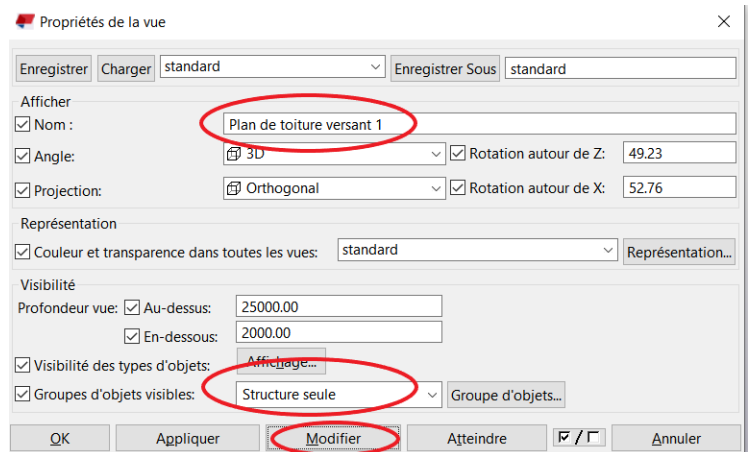 Propriétés de la vue
Enregistrer Charger standard Enregistrer Sous standard
Afficher
Nom : Plan de toiture versant 1
Angle: 3D Rotation autour de Z: 49.23
Projection: Orthogonal Rotation autour de X: 52.76
Représentation
Couleur et transparence dans toutes les vues: standard Représentation...
Visibilité
Profondeur vue: Au-dessus: 25000.00
En-dessous: 2000.00
Visibilité des types d'objets: Affichage...
Groupes d'objets visibles: Structure seule Groupe d'objets...
OK Appliquer Modifier Atteindre / Annuler